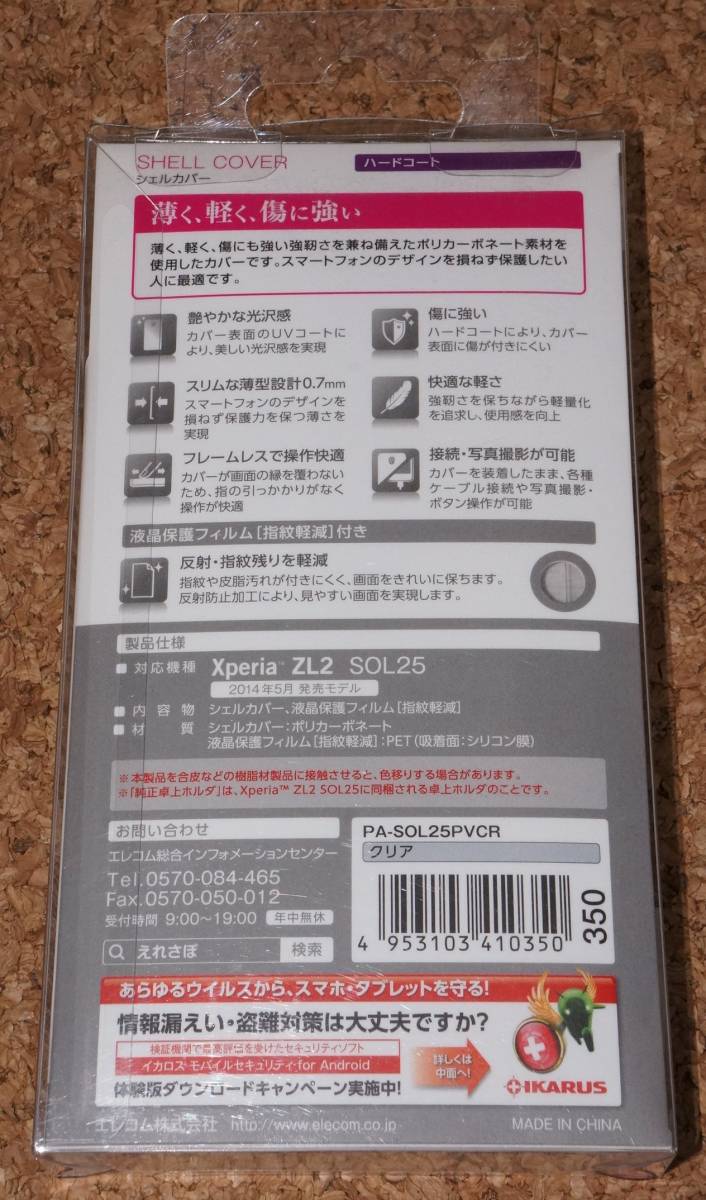 SHELL COVER
シェルカバー
ハードコート
薄く、軽く、傷に強い
薄く、軽く、傷にも強い強靭さを兼ね備えたポリカーボネート素材を
使用したカバーです。スマートフォンのデザインを損ねず保護したい
人に最適です。
艶やかな光沢感
カバー表面のUVコートに
より、美しい光沢感を実現
傷に強い
ハードコートにより、カバー
表面に傷が付きにくい
スリムな薄型設計0.7mm
スマートフォンのデザインを
損ねず保護力を保つ薄さを
実現
快適な軽さ
強靭さを保ちながら軽量化
を追求し、使用感を向上
フレームレスで操作快適
カバーが画面の縁を覆わない
ため、指の引っかかりがなく
操作が快適
接続・写真撮影が可能
カバーを装着したまま、各種
ケーブル接続や写真撮影・
ボタン操作が可能
液晶保護フィルム[指紋軽減]付き
反射・指紋残りを軽減
指紋や皮脂汚れが付きにくく、画面をきれいに保ちます。
反射防止加工により、見やすい画面を実現します。
製品仕様
■対応機種 Xperia™ ZL2 SOL25
2014年5月 発売モデル
■内容物 シェルカバー、液晶保護フィルム[指紋軽減]
■材質 シェルカバー：ポリカーボネート
液晶保護フィルム[指紋軽減]：PET（吸着面：シリコン膜）
※本製品を合皮などの樹脂材製品に接触させると、色移りする場合があります。
※「純正卓上ホルダ」は、Xperia™ ZL2 SOL25に同梱される卓上ホルダのことです。
お問い合わせ
エレコム総合インフォメーションセンター
Tel.0570-084-465
Fax.0570-050-012
受付時間 9:00～19:00 年中無休
えれさぽ 検索
PA-SOL25PVCR
クリア
4 953103 410350
350
あらゆるウイルスから、スマホ・タブレットを守る!
情報漏えい・盗難対策は大丈夫ですか?
検証機関で最高評価を受けたセキュリティソフト
イカロス モバイルセキュリティ for Android
体験版ダウンロードキャンペーン実施中!
詳しくは
中面へ!
IKARUS
エレコム株式会社 http://www.elecom.co.jp
MADE IN CHINA